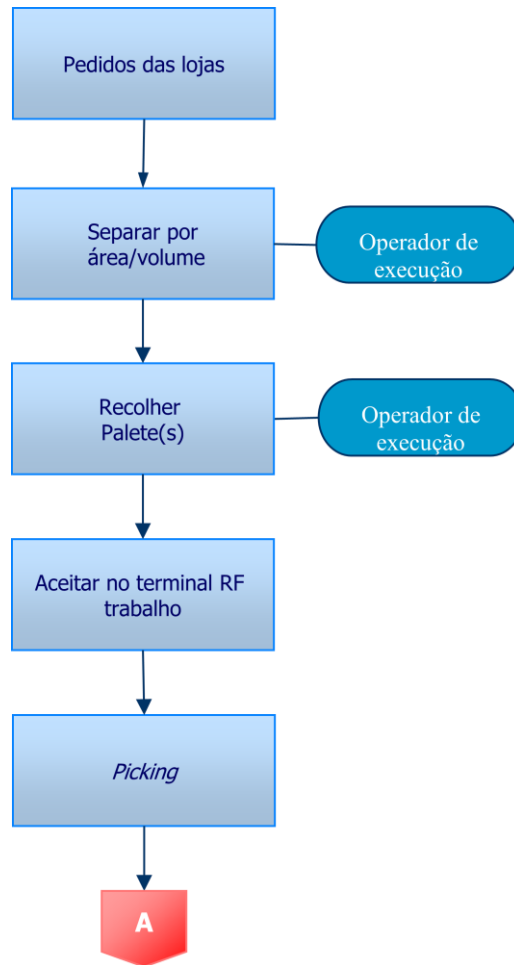 Pedidos das lojas
Separar por
área/volume
Operador de
execução
Recolher
Palete(s)
Operador de
execução
Aceitar no terminal RF
trabalho
Picking
A